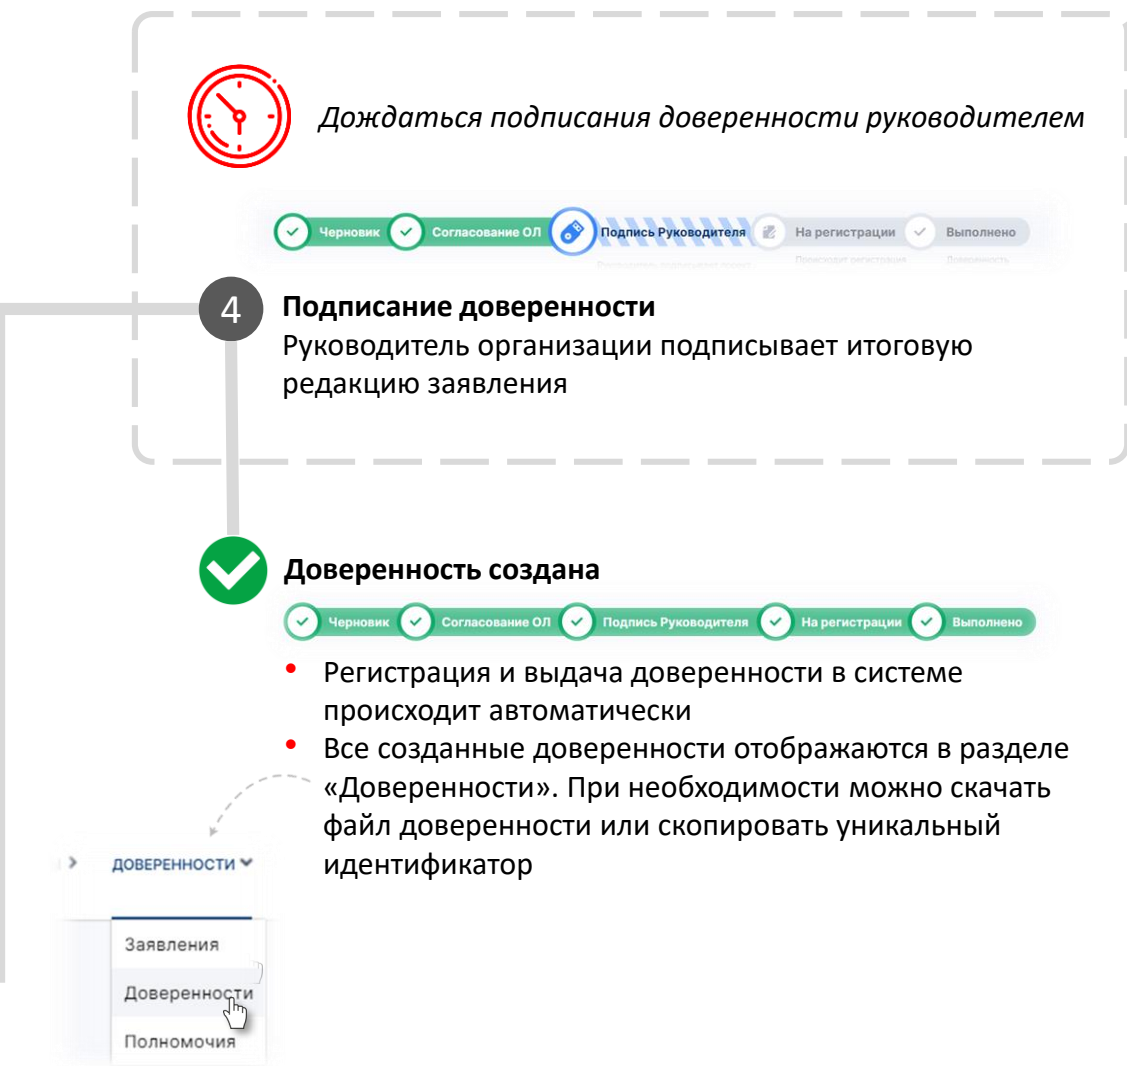 Дождаться подписания доверенности руководителем
Черновик Согласование ОЛ Подпись Руководителя На регистрации Выполнено
Происходит регистрация Доверенность
4
Подписание доверенности
Руководитель организации подписывает итоговую
редакцию заявления
Доверенность создана
Черновик Согласование ОЛ Подпись Руководителя На регистрации Выполнено
• Регистрация и выдача доверенности в системе
происходит автоматически
• Все созданные доверенности отображаются в разделе
«Доверенности». При необходимости можно скачать
файл доверенности или скопировать уникальный
идентификатор
ДОВЕРЕННОСТИ
Заявления
Доверенности
Полномочия